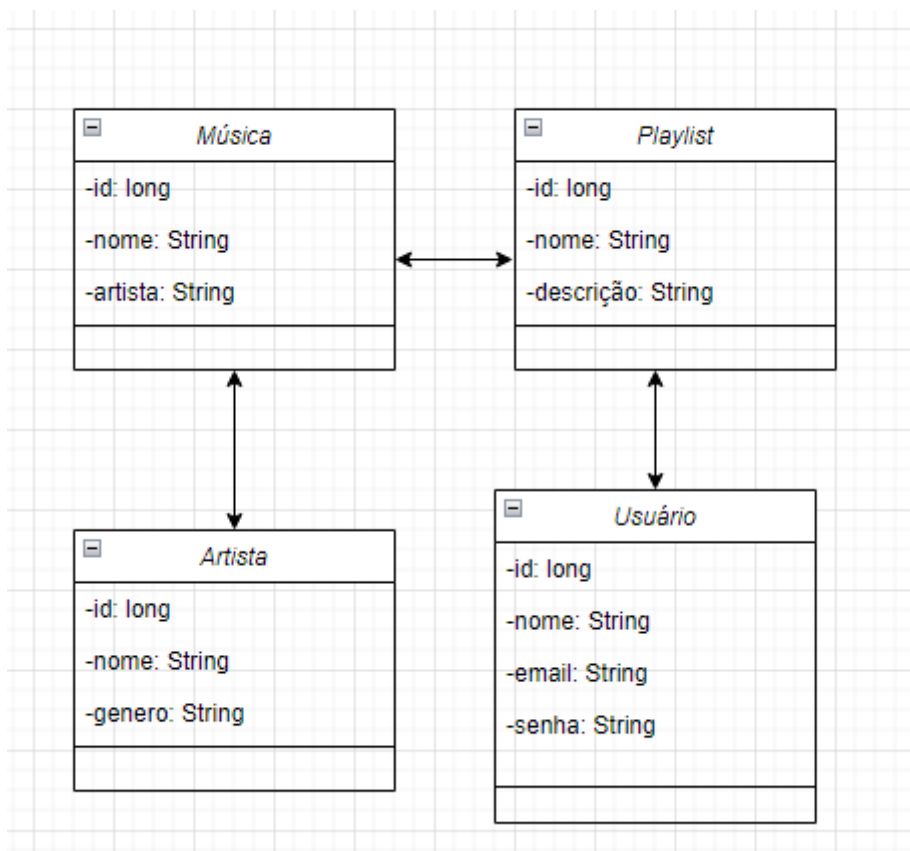 Música
-id: long
-nome: String
-artista: String
Playlist
-id: long
-nome: String
-descrição: String
Artista
-id: long
-nome: String
-genero: String
Usuário
-id: long
-nome: String
-email: String
-senha: String